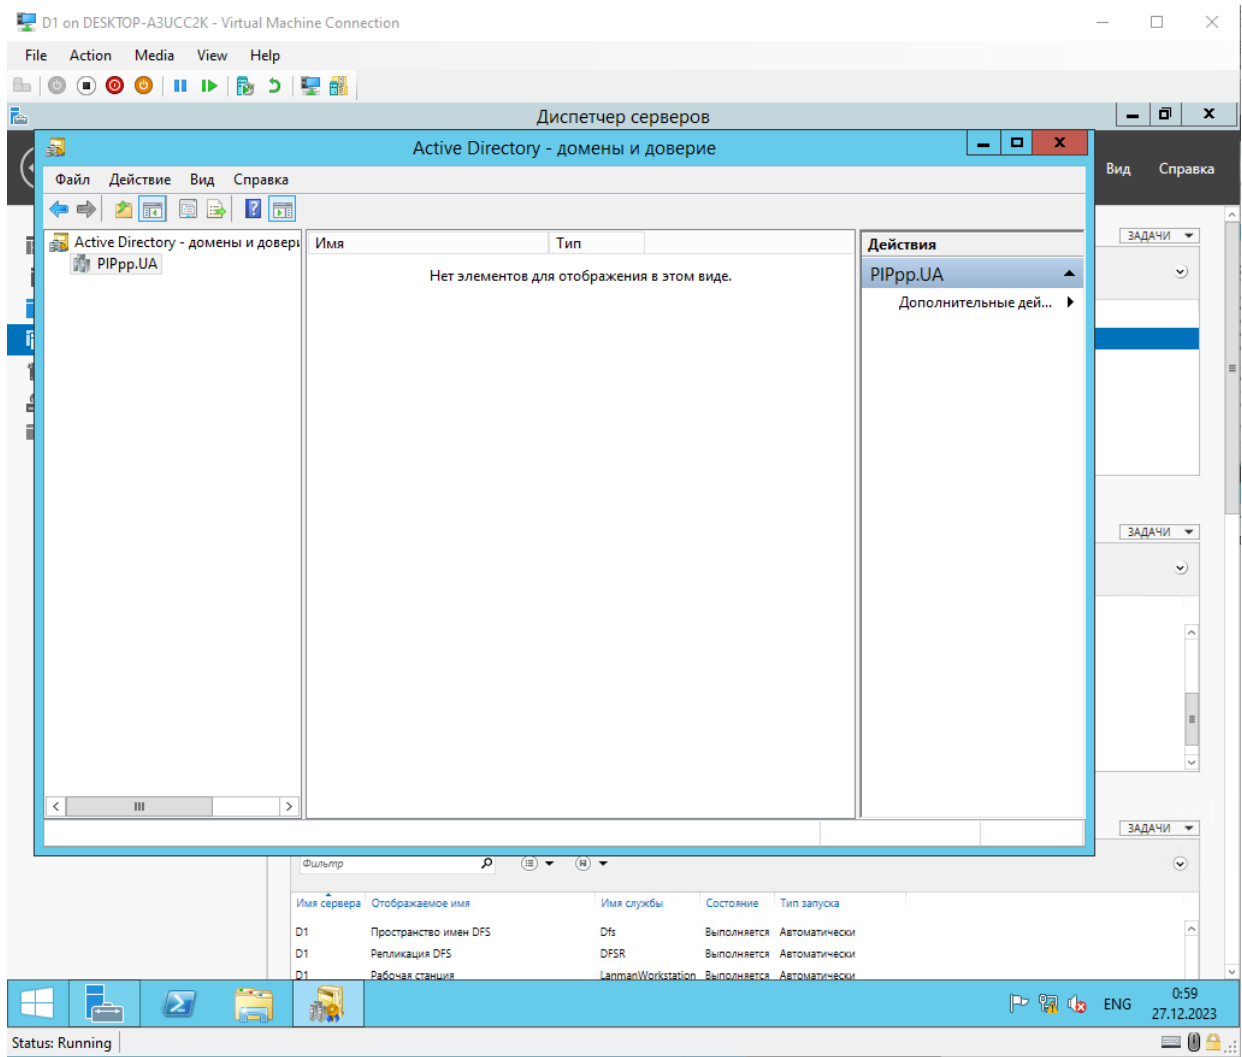 D1 on DESKTOP-A3UCC2K - Virtual Machine Connection
File Action Media View Help
Диспетчер серверов
Active Directory - домены и доверие
Вид Справка
Файл Действие Вид Справка
Active Directory - домены и довери
PIPpp.UA
Имя Тип
Нет элементов для отображения в этом виде.
Действия
PIPpp.UA
Дополнительные дей...
ЗАДАЧИ
ЗАДАЧИ
ЗАДАЧИ
Фильтр
Имя сервера Отображаемое имя Имя службы Состояние Тип запуска
D1 Пространство имен DFS Dfs Выполняется Автоматически
D1 Репликация DFS DFSR Выполняется Автоматически
D1 Рабочая станция LanmanWorkstation Выполняется Автоматически
ENG
0:59
27.12.2023
Status: Running